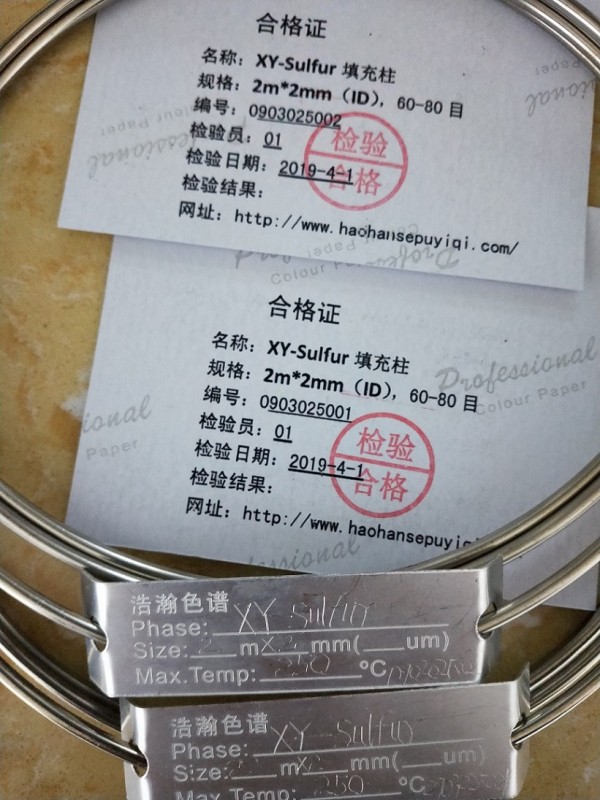 合格证
名称：XY-Sulfur 填充柱
规格：2m*2mm（ID），60-80 目
编号：0903025002
检验员：01
检验日期：2019-4-1
检验结果：
检验
合格
网址：http://www.haohansepuyiqi.com/
Professional
Colour Paper
合格证
名称：XY-Sulfur 填充柱
规格：2m*2mm（ID），60-80 目
编号：0903025001
检验员：01
检验日期：2019-4-1
检验结果：
检验
合格
网址：http://www.haohansepuyiqi
Professional
Colour Paper
浩瀚色谱
Phase: XY-Sulfur
Size: 2 m×2 mm( um)
Max.Temp: 250 °C
浩瀚色谱
Phase: XY-Sulfur
Size: m×2 mm( um)
Max.Temp: 250 °C